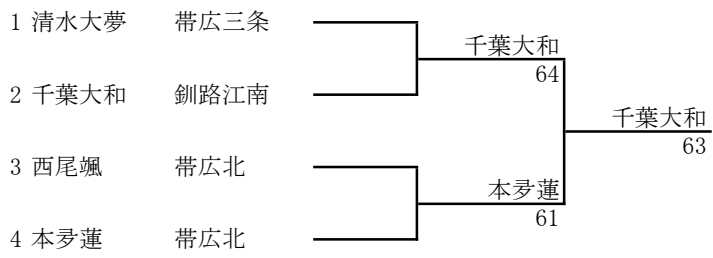 1 清水大夢 帯広三条
千葉大和
64
2 千葉大和 釧路江南
千葉大和
63
3 西尾颯 帯広北
本夛蓮
61
4 本夛蓮 帯広北